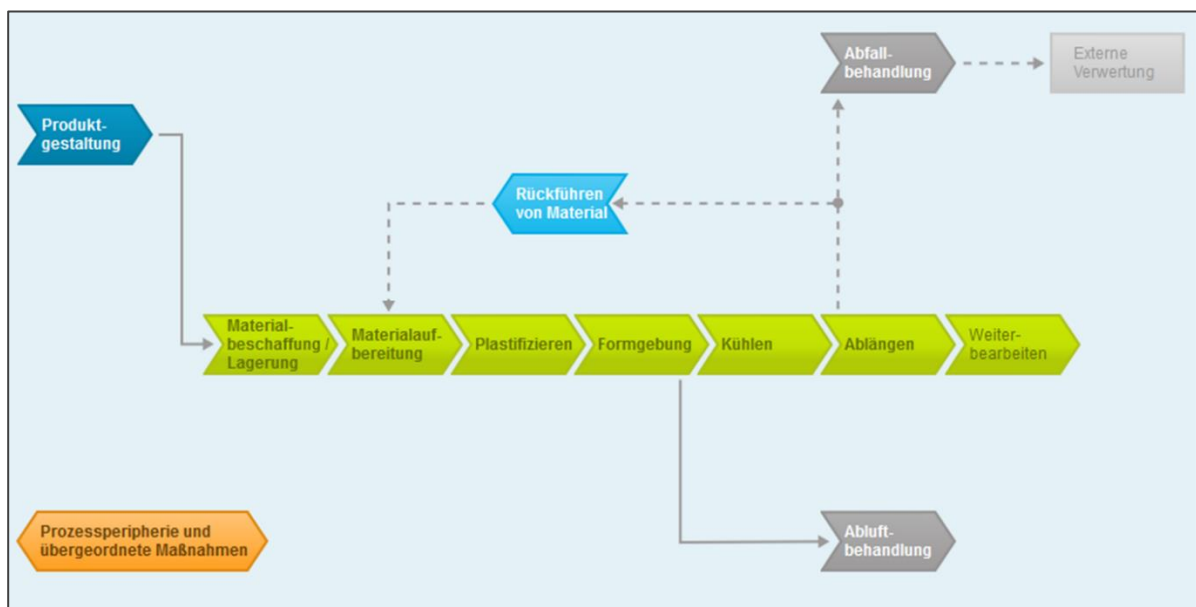 Abfall-
behandlung
Externe
Verwertung
Produkt-
gestaltung
Rückführen
von Material
Material-
beschaffung /
Lagerung
Materialauf-
bereitung
Plastifizieren
Formgebung
Kühlen
Ablängen
Weiter-
bearbeiten
Prozessperipherie und
übergeordnete Maßnahmen
Abluft-
behandlung